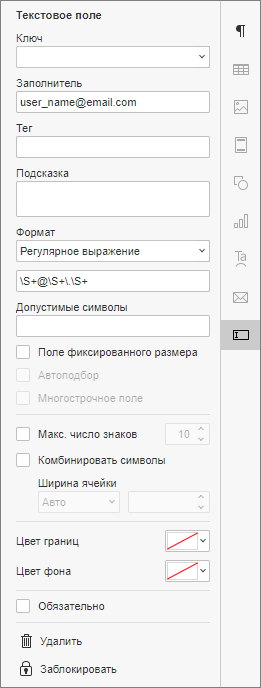 Текстовое поле
Ключ
Заполнитель
user_name@email.com
Тег
Подсказка
Формат
Регулярное выражение
\S+@\S+\.\S+
Допустимые символы
Поле фиксированного размера
Автоподбор
Многострочное поле
Макс. число знаков 10
Комбинировать символы
Ширина ячейки
Авто
Цвет границ
Цвет фона
Обязательно
Удалить
Заблокировать
Ta